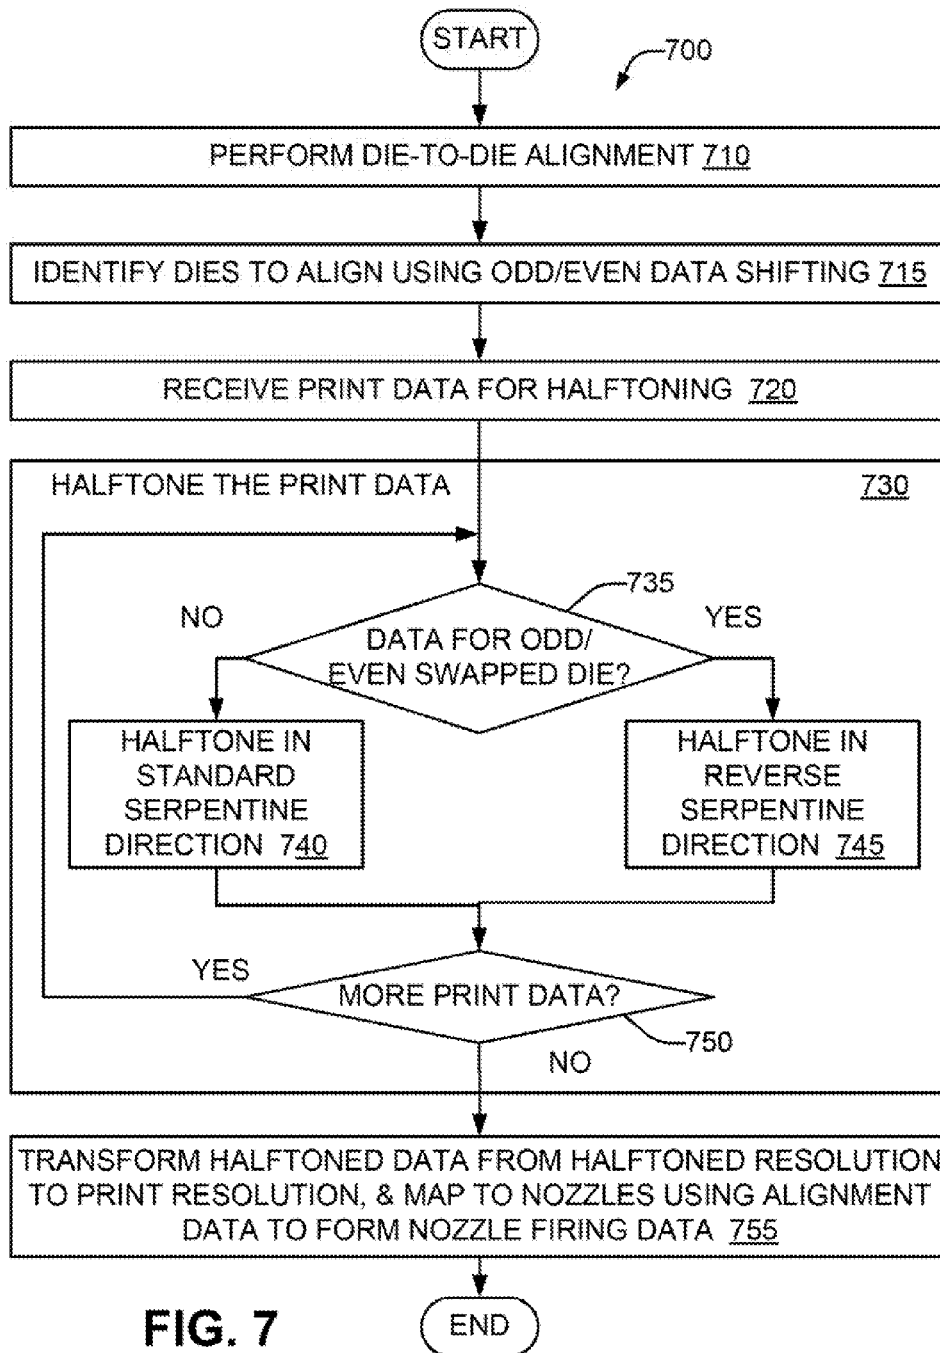 START
700
PERFORM DIE-TO-DIE ALIGNMENT 710
IDENTIFY DIES TO ALIGN USING ODD/EVEN DATA SHIFTING 715
RECEIVE PRINT DATA FOR HALFTONING 720
HALFTONE THE PRINT DATA 730
735
NO
YES
DATA FOR ODD/
EVEN SWAPPED DIE?
HALFTONE IN
STANDARD
SERPENTINE
DIRECTION 740
HALFTONE IN
REVERSE
SERPENTINE
DIRECTION 745
YES
MORE PRINT DATA?
750
NO
TRANSFORM HALFTONED DATA FROM HALFTONED RESOLUTION
TO PRINT RESOLUTION, & MAP TO NOZZLES USING ALIGNMENT
DATA TO FORM NOZZLE FIRING DATA 755
END
FIG. 7